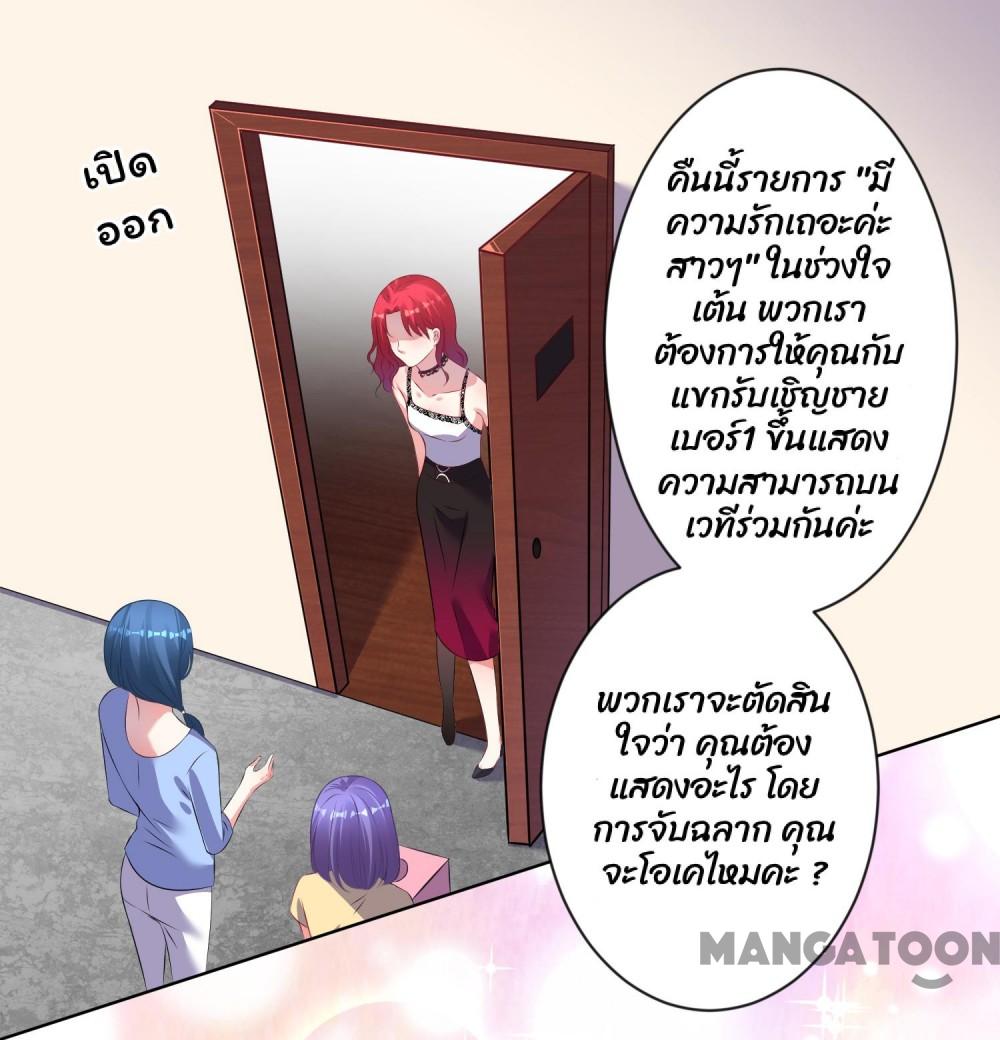 เปิด
ออก
คืนนี้รายการ "มี
ความรักเถอะค่ะ
สาวๆ" ในช่วงใจ
เต้น พวกเรา
ต้องการให้คุณกับ
แขกรับเชิญชาย
เบอร์1 ขึ้นแสดง
ความสามารถบน
เวทีร่วมกันค่ะ
พวกเราจะตัดสิน
ใจว่า คุณต้อง
แสดงอะไร โดย
การจับฉลาก คุณ
จะโอเคไหมคะ ?
MANGATOON